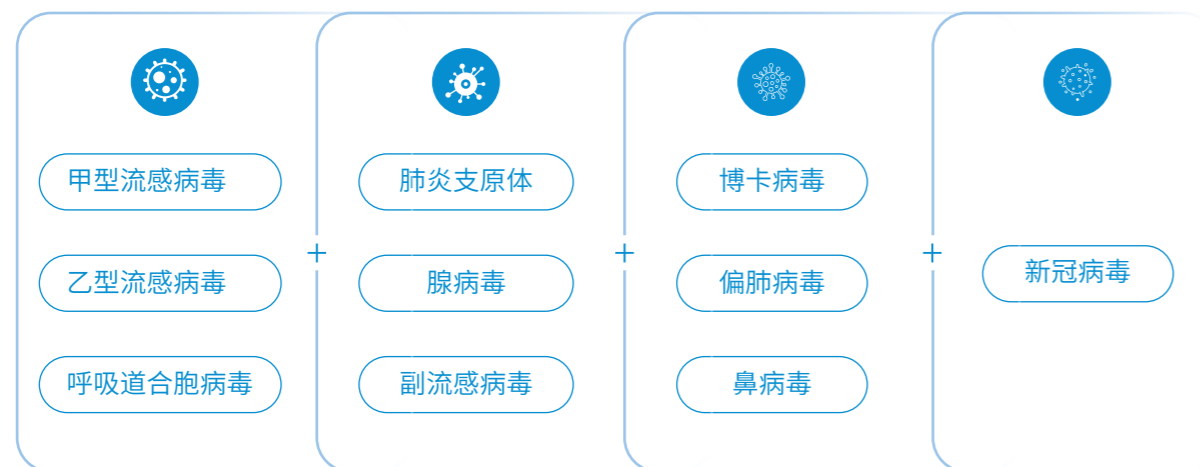 甲型流感病毒
乙型流感病毒
呼吸道合胞病毒
+
肺炎支原体
腺病毒
副流感病毒
+
博卡病毒
偏肺病毒
鼻病毒
+
新冠病毒